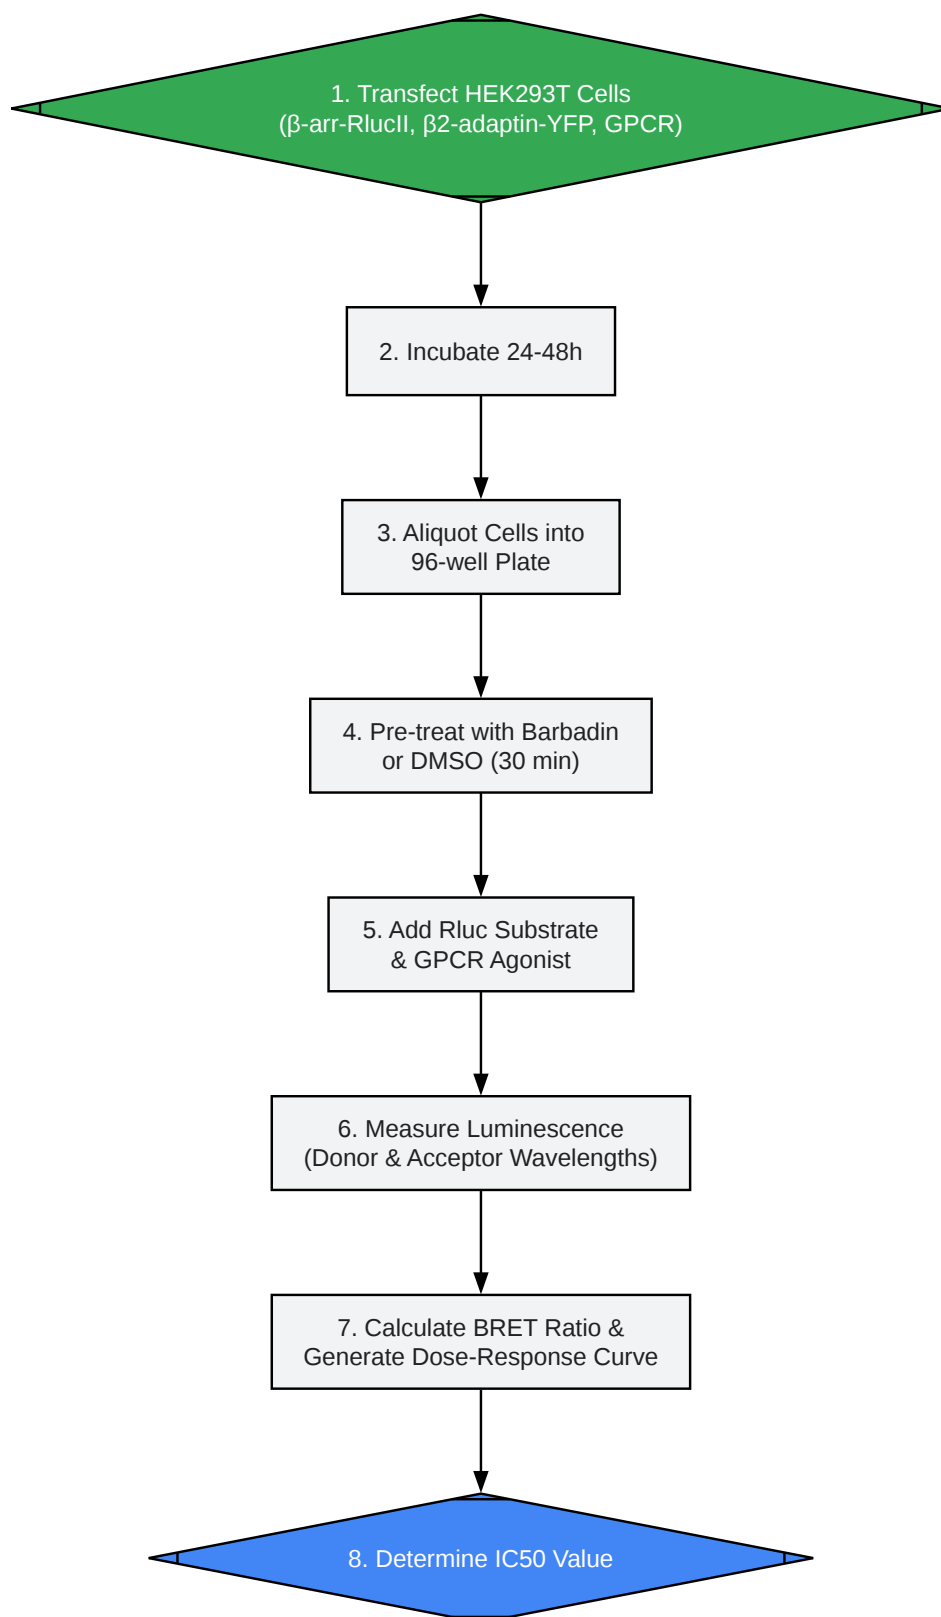 1. Transfect HEK293T Cells
(β-arr-RlucII, β2-adaptin-YFP, GPCR)
2. Incubate 24-48h
3. Aliquot Cells into
96-well Plate
4. Pre-treat with Barbadin
or DMSO (30 min)
5. Add Rluc Substrate
& GPCR Agonist
6. Measure Luminescence
(Donor & Acceptor Wavelengths)
7. Calculate BRET Ratio &
Generate Dose-Response Curve
8. Determine IC50 Value